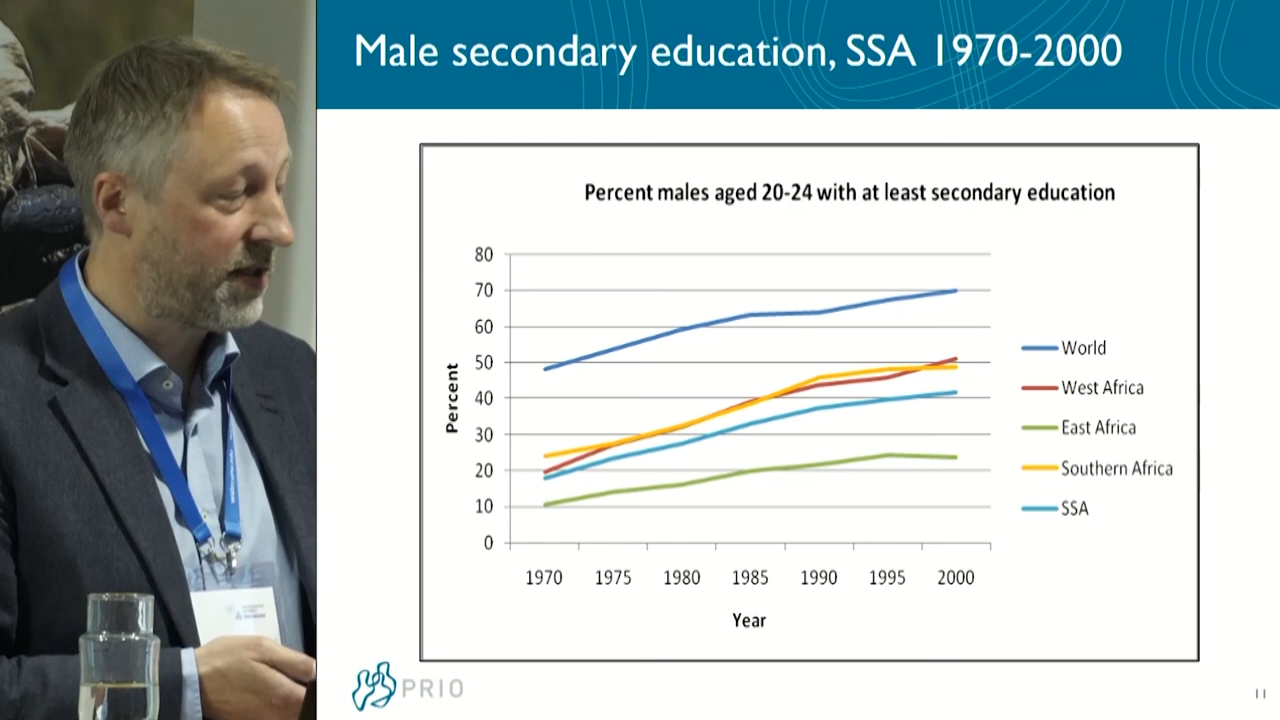 Male secondary education, SSA 1970-2000
Percent males aged 20-24 with at least secondary education
80
70
60
50
40
30
20
10
0
Percent
1970 1975 1980 1985 1990 1995 2000
Year
World
West Africa
East Africa
Southern Africa
SSA
PRIO
11